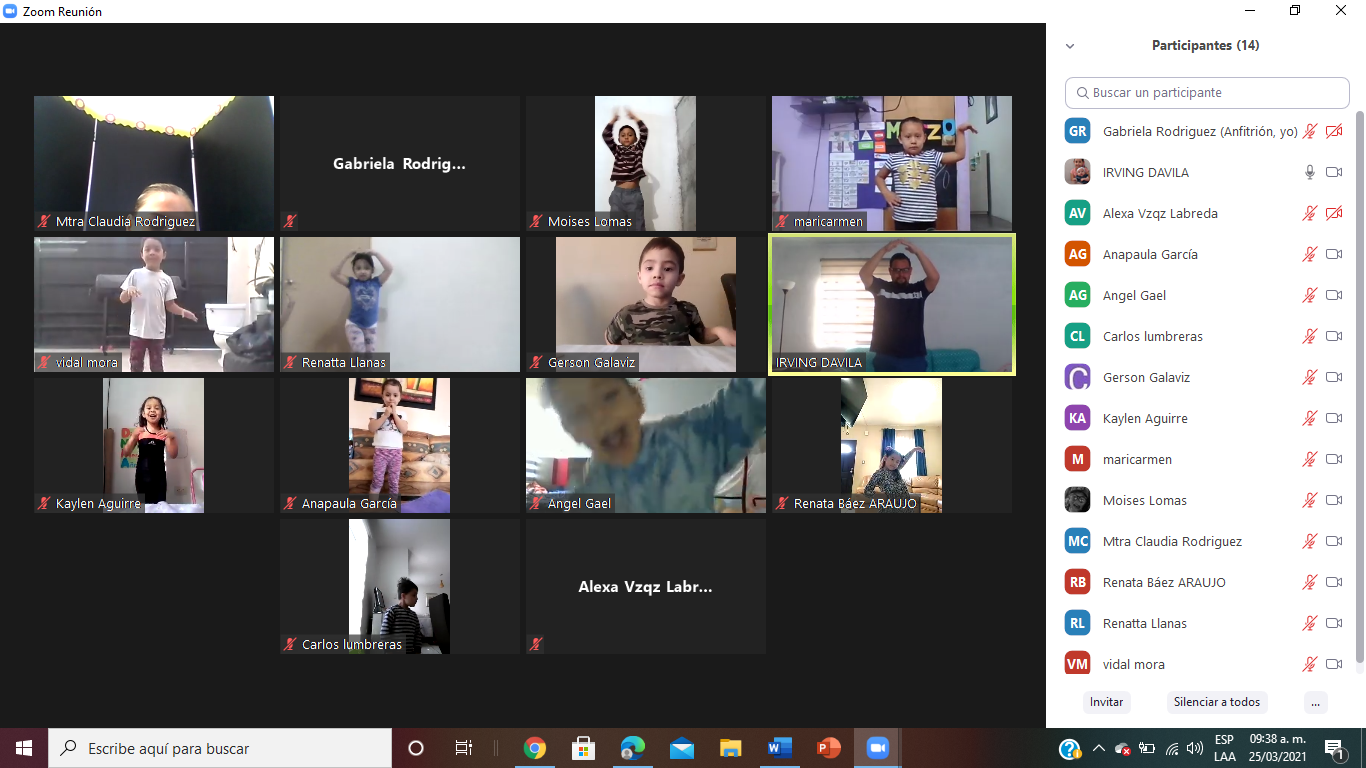 Zoom Reunión
Mtra Claudia Rodriguez
Gabriela Rodrig...
Moises Lomas
maricarmen
vidal mora
Renatta Llanas
Gerson Galaviz
IRVING DAVILA
Kaylen Aguirre
Anapaula García
Angel Gael
Renata Báez ARAUJO
Carlos lumbreras
Alexa Vzqz Labr...
Participantes (14)
Buscar un participante
GR Gabriela Rodriguez (Anfitrión, yo)
IRVING DAVILA
AV Alexa Vzqz Labreda
AG Anapaula García
AG Angel Gael
CL Carlos lumbreras
Gerson Galaviz
KA Kaylen Aguirre
M maricarmen
Moises Lomas
MC Mtra Claudia Rodriguez
RB Renata Báez ARAUJO
RL Renatta Llanas
VM vidal mora
Invitar
Silenciar a todos
...
Escribe aquí para buscar
ESP
LAA
09:38 a. m.
25/03/2021
1